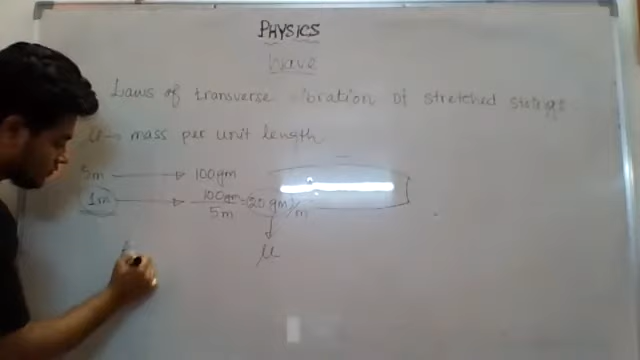 PHYSICS
Wave
Laws of transverse vibration of stretched strings
μ → mass per unit length
5m → 100gm
1m → 100gm / 5m = 20 gm/m
μ